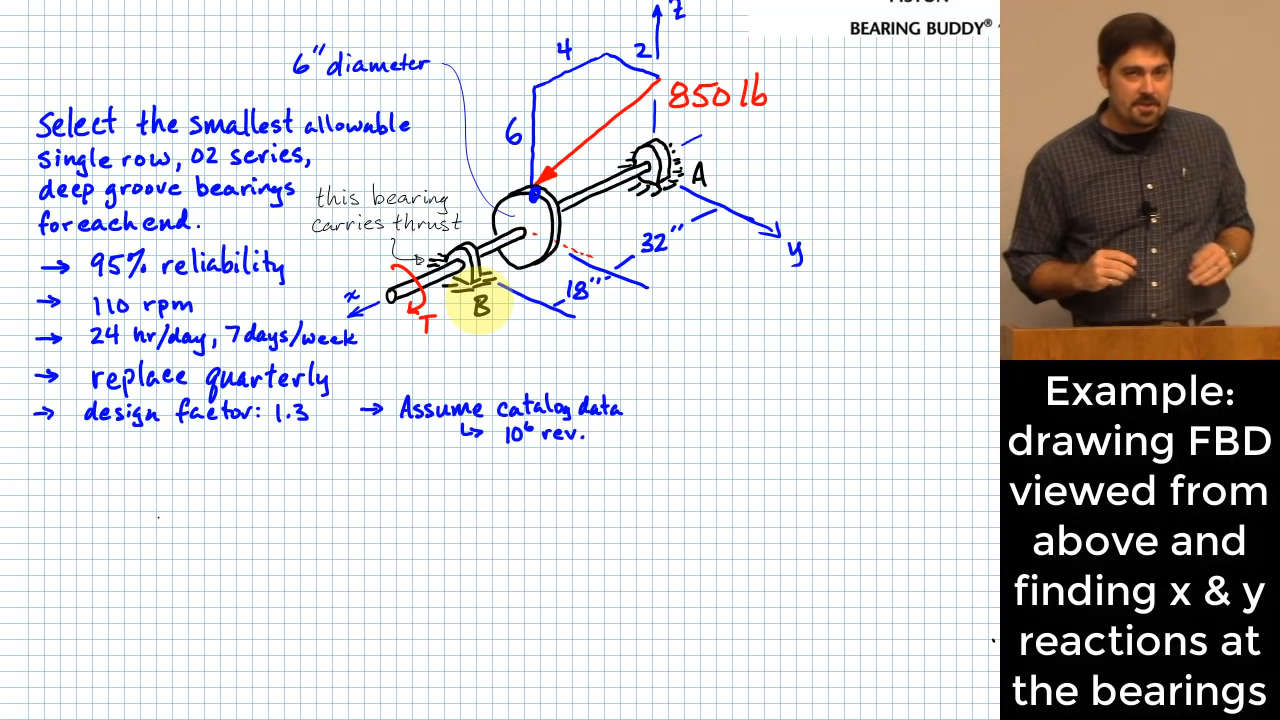 BEARING BUDDY®
z
4
2
6" diameter
850 lb
6
Select the smallest allowable
single row, 02 series,
deep groove bearings
for each end.
this bearing
carries thrust
A
32"
y
18"
x
B
T
→ 95% reliability
→ 110 rpm
→ 24 hr/day, 7 days/week
→ replace quarterly
→ design factor: 1.3
→ Assume catalog data
↳ 10⁶ rev.
Example:
drawing FBD
viewed from
above and
finding x & y
reactions at
the bearings